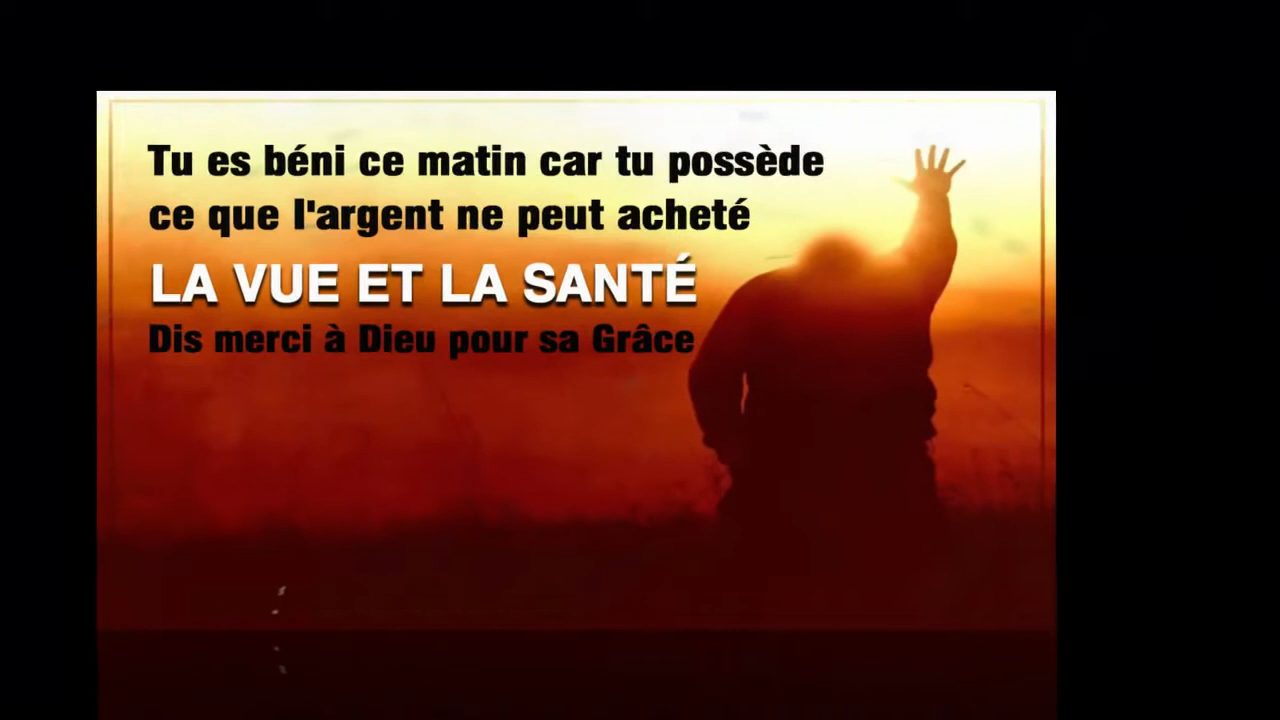 Tu es béni ce matin car tu possède
ce que l'argent ne peut acheté
LA VUE ET LA SANTÉ
Dis merci à Dieu pour sa Grâce